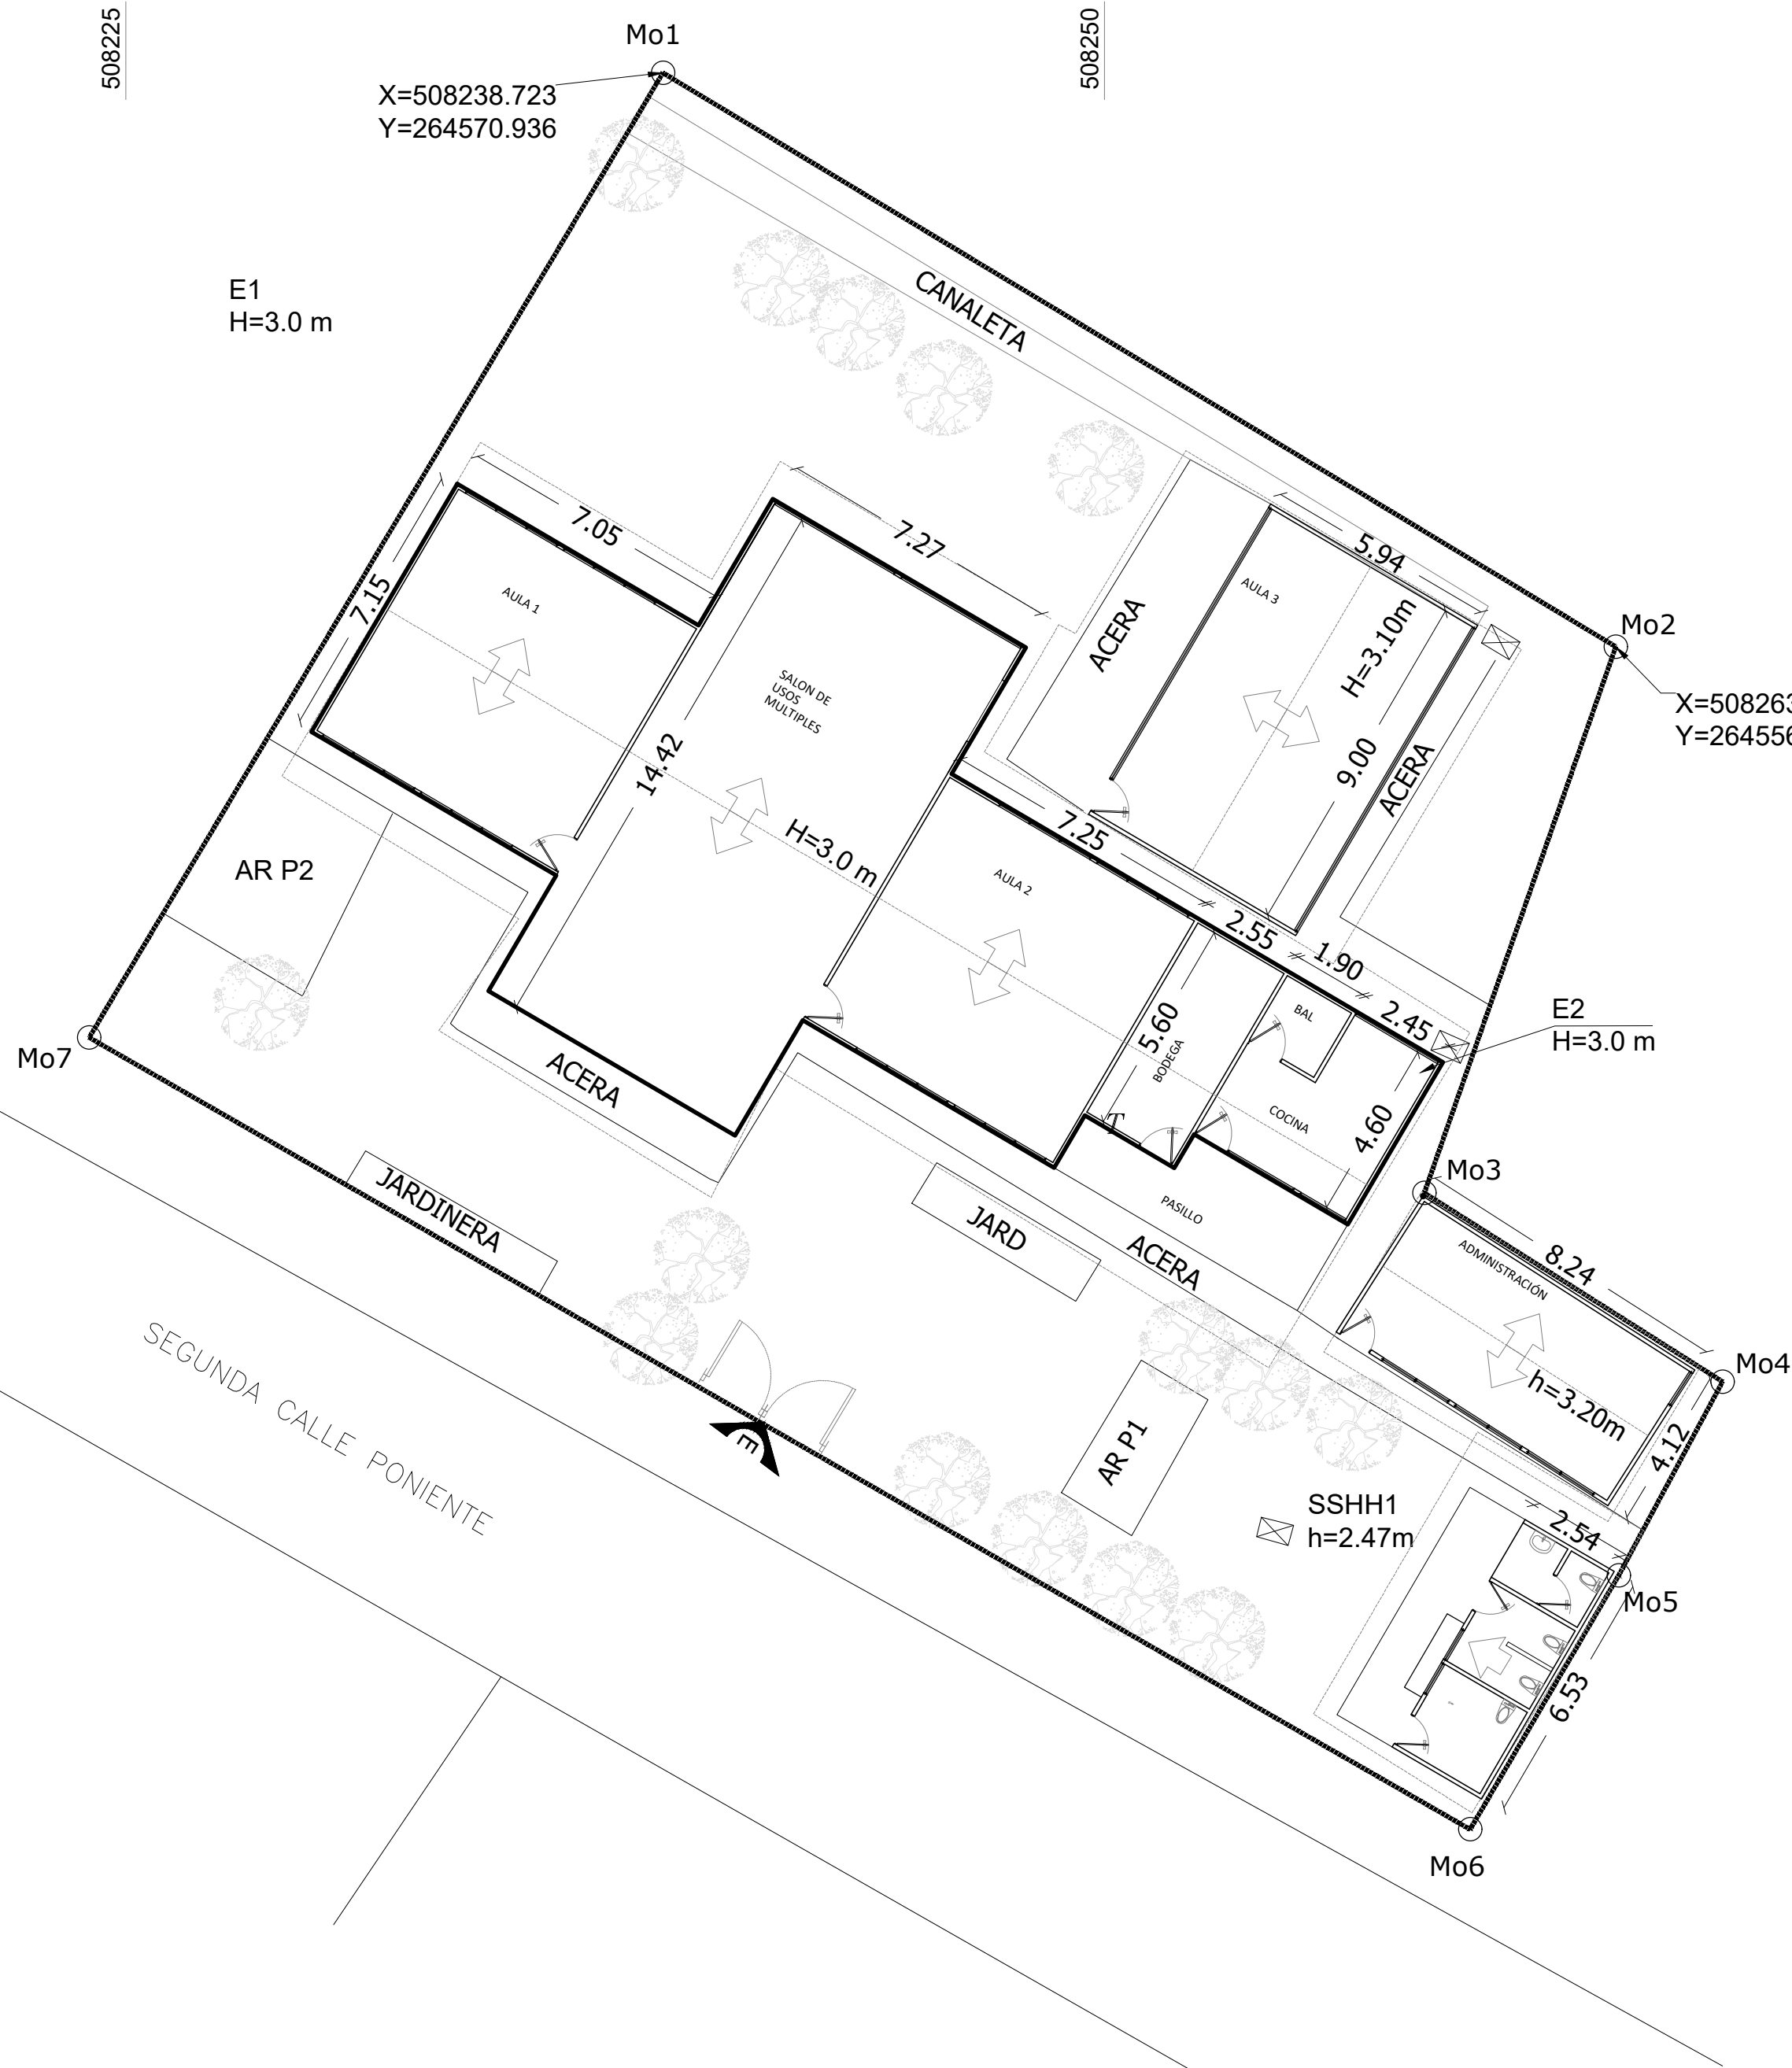 508225
508250
Mo1
X=508238.723
Y=264570.936
E1
H=3.0 m
CANALETA
7.05
7.27
5.94
7.15
AULA 1
AULA 3
H=3.10m
ACERA
Mo2
X=508263
Y=264556
SALON DE
USOS
MULTIPLES
14.42
9.00
ACERA
H=3.0 m
7.25
AULA 2
AR P2
2.55
1.90
2.45
BAL
E2
H=3.0 m
5.60
BODEGA
T
COCINA
4.60
Mo7
ACERA
Mo3
JARDINERA
JARD
PASILLO
ACERA
ADMINISTRACIÓN
8.24
h=3.20m
Mo4
4.12
SEGUNDA CALLE PONIENTE
E
AR P1
SSHH1
h=2.47m
2.54
Mo5
6.53
Mo6